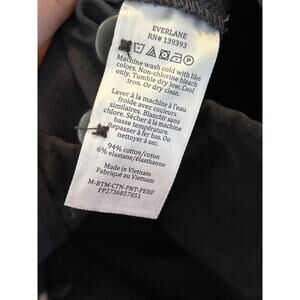 EVERLANE
RN# 139393
Machine wash cold with like
colors. Non-chlorine bleach
only. Tumble dry low. Cool
iron. Or dry clean.
Laver à la machine à l'eau
froide avec couleurs
similaires. Blanchir sans
chlore. Sécher à la machine
basse température.
Repasser à fer bas. Ou
nettoyer à sec.
94% cotton/coton
6% elastane/élasthanne
Made in Vietnam
Fabriqué au Vietnam
M-BTM-CTN-PNT-PERF
PP2736857851